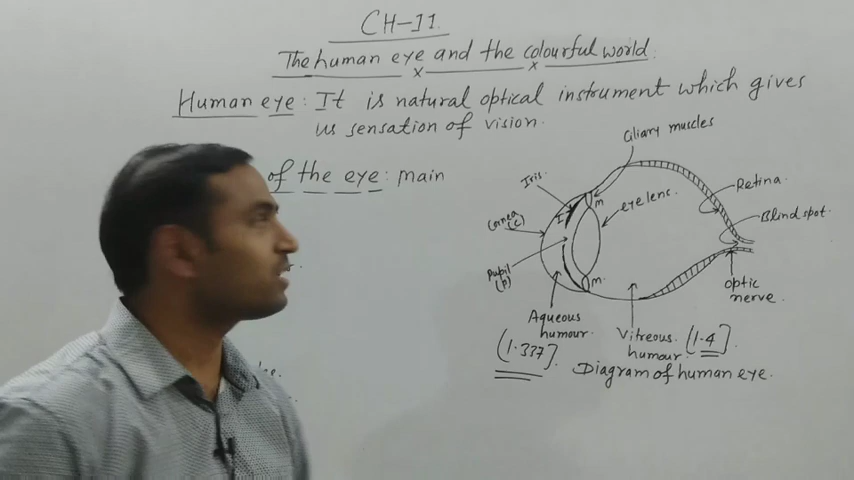 CH-11.
The human eye and the colourful world.
Human eye: It is natural optical instrument which gives
us sensation of vision.
of the eye: main
Ciliary muscles
Iris.
Retina.
eye lens.
Cornea
(C)
Blind spot.
I
M
Pupil
(P)
M.
optic
nerve.
Aqueous
humour.
(1.337].
Vitreous
humour.
(1.4].
Diagram of human eye.